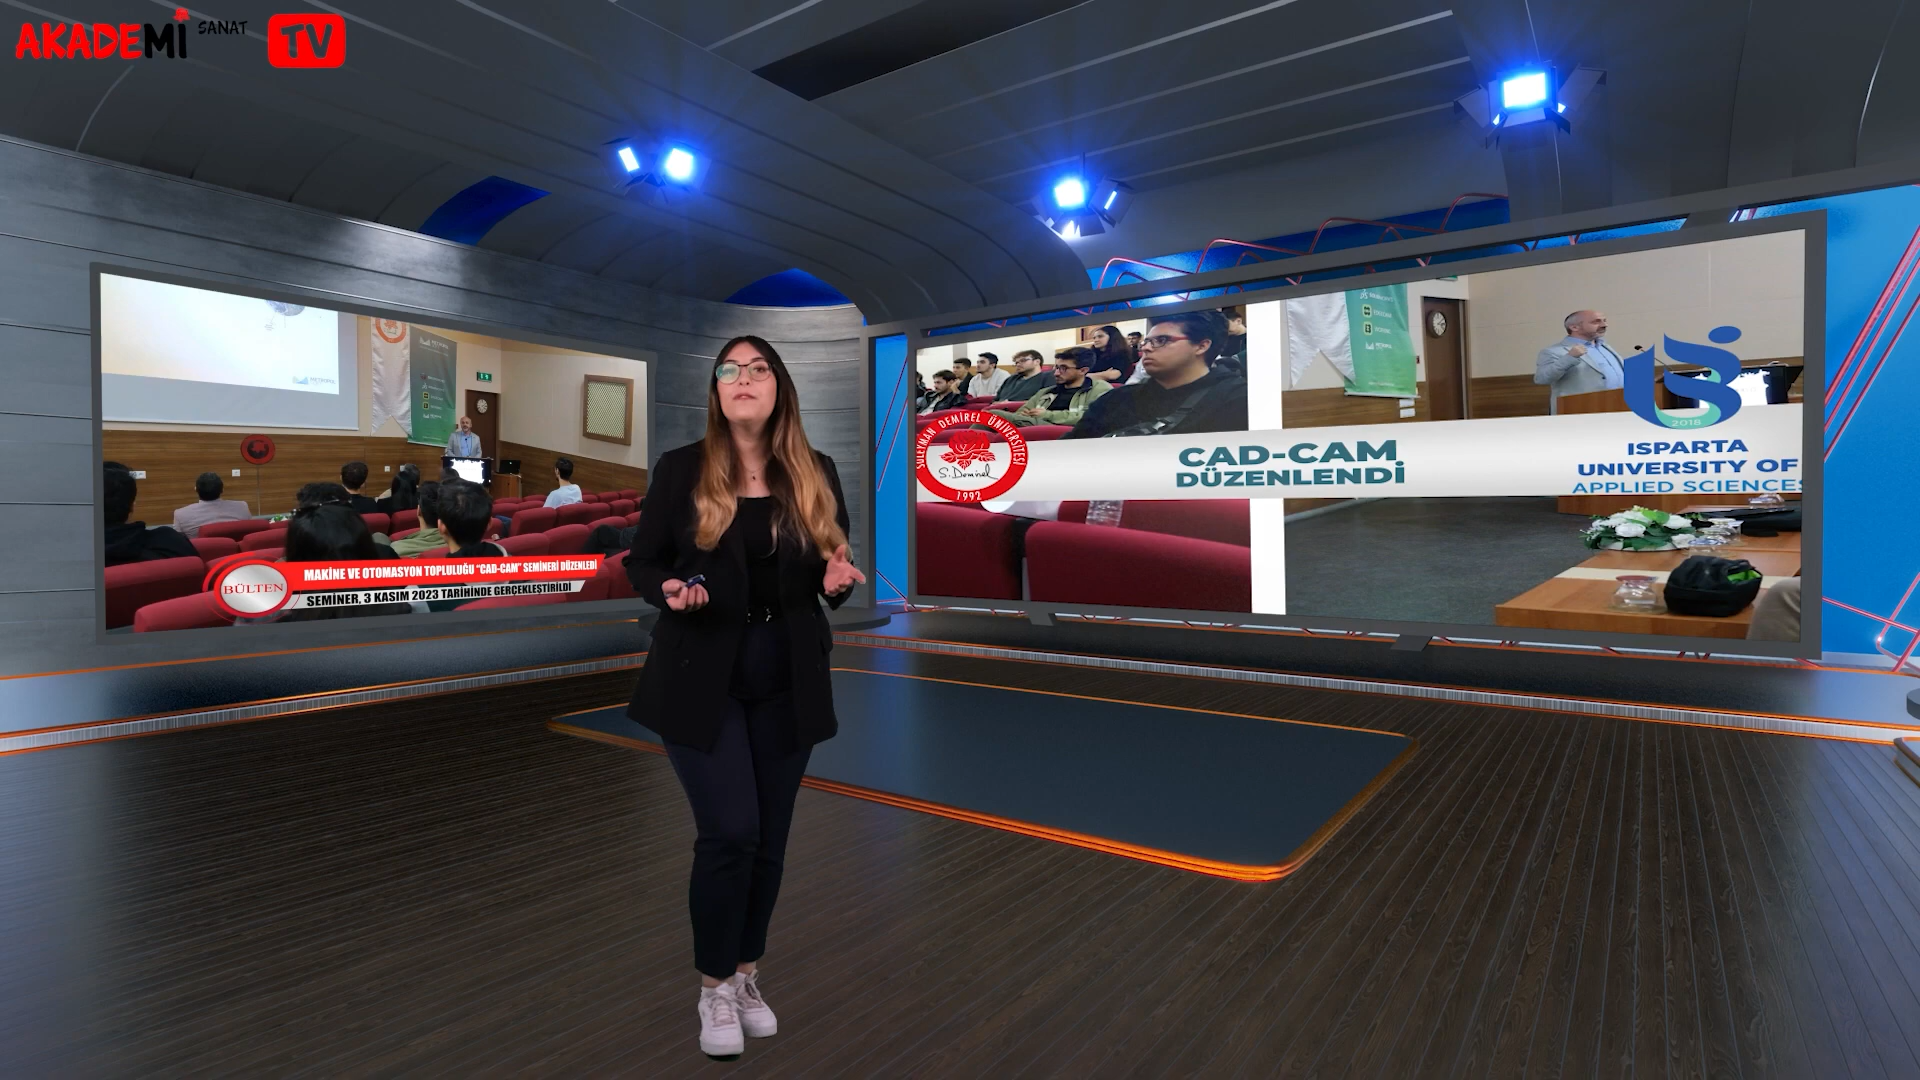 AKADEMİ SANAT TV
METROPOL
MAKİNE VE OTOMASYON TOPLULUĞU “CAD-CAM” SEMİNERİ DÜZENLEDİ
BÜLTEN
SEMİNER, 3 KASIM 2023 TARİHİNDE GERÇEKLEŞTİRİLDİ
SÜLEYMAN DEMİREL ÜNİVERSİTESİ
S. Demirel
1992
CAD-CAM
DÜZENLENDİ
2018
ISPARTA
UNIVERSITY OF
APPLIED SCIENCES